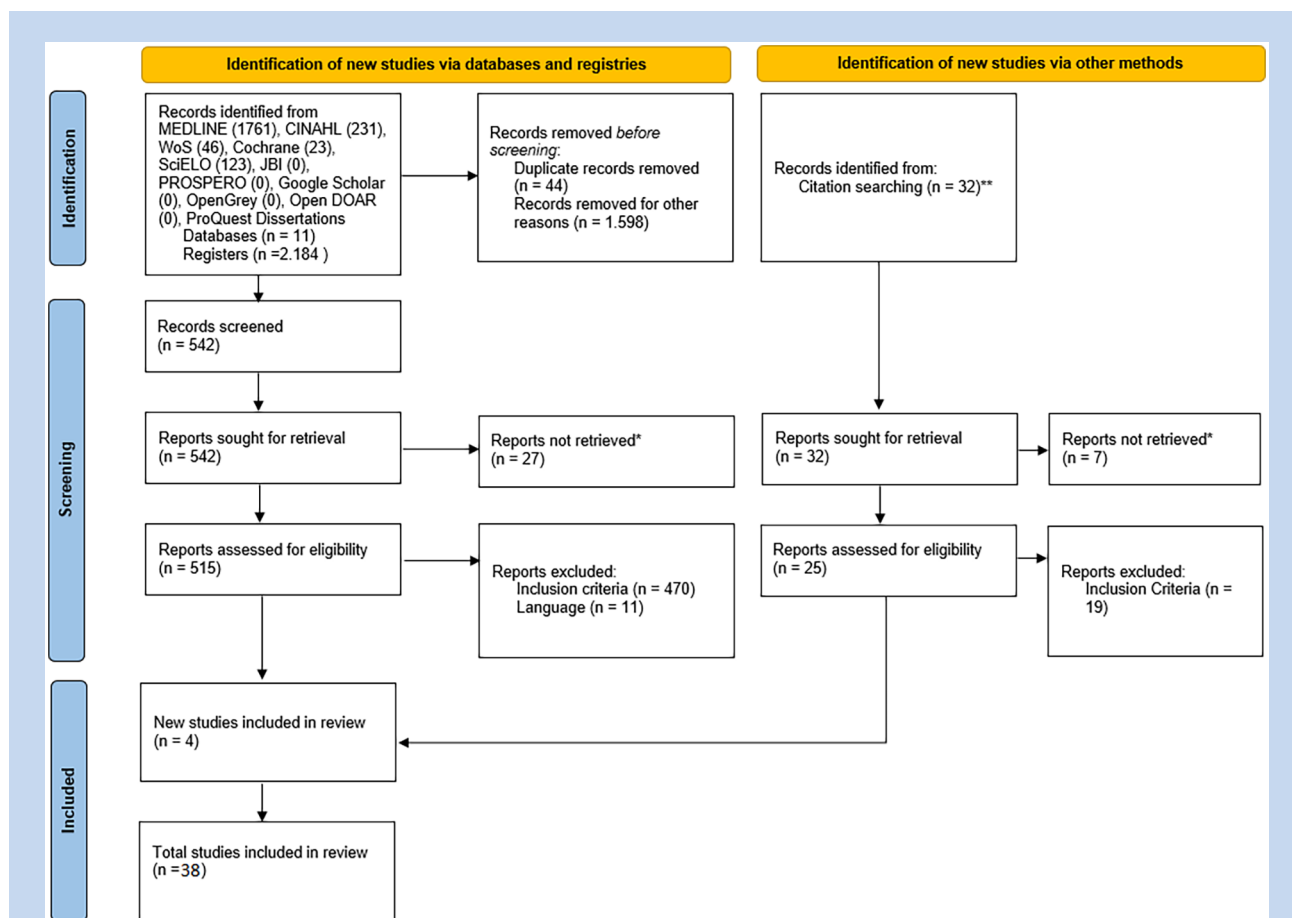 Identification of new studies via databases and registries
Identification of new studies via other methods
Identification
Records identified from
MEDLINE (1761), CINAHL (231),
WoS (46), Cochrane (23),
SciELO (123), JBI (0),
PROSPERO (0), Google Scholar
(0), OpenGrey (0), Open DOAR
(0), ProQuest Dissertations
Databases (n = 11)
Registers (n =2.184 )
Records removed before
screening:
Duplicate records removed
(n = 44)
Records removed for other
reasons (n = 1.598)
Records identified from:
Citation searching (n = 32)**
Screening
Records screened
(n = 542)
Reports sought for retrieval
(n = 542)
Reports not retrieved*
(n = 27)
Reports sought for retrieval
(n = 32)
Reports not retrieved*
(n = 7)
Reports assessed for eligibility
(n = 515)
Reports excluded:
Inclusion criteria (n = 470)
Language (n = 11)
Reports assessed for eligibility
(n = 25)
Reports excluded:
Inclusion Criteria (n =
19)
Included
New studies included in review
(n = 4)
Total studies included in review
(n =38)